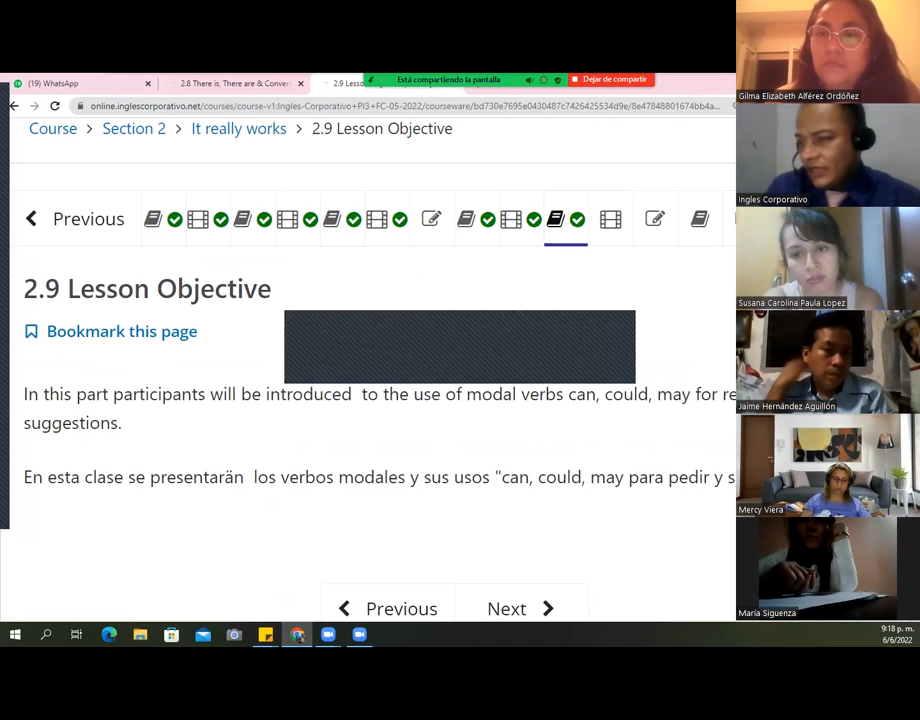 (19) WhatsApp
2.8 There is, There are & Convers
2.9 Less
Está compartiendo la pantalla
Dejar de compartir
online.inglescorporativo.net/courses/course-v1:Ingles-Corporativo+PI3+FC-05-2022/courseware/bd730e7695e0430487c7426425534d9e/8e47848801674bb4a...
Course > Section 2 > It really works > 2.9 Lesson Objective
Previous
2.9 Lesson Objective
Bookmark this page
In this part participants will be introduced to the use of modal verbs can, could, may for re
suggestions.
En esta clase se presentarän los verbos modales y sus usos "can, could, may para pedir y s
Previous
Next
Gilma Elizabeth Alférez Ordóñez
Ingles Corporativo
Susana Carolina Paula Lopez
Jaime Hernández Aguillón
Mercy Viera
María Siguenza
9:18 p. m.
6/6/2022